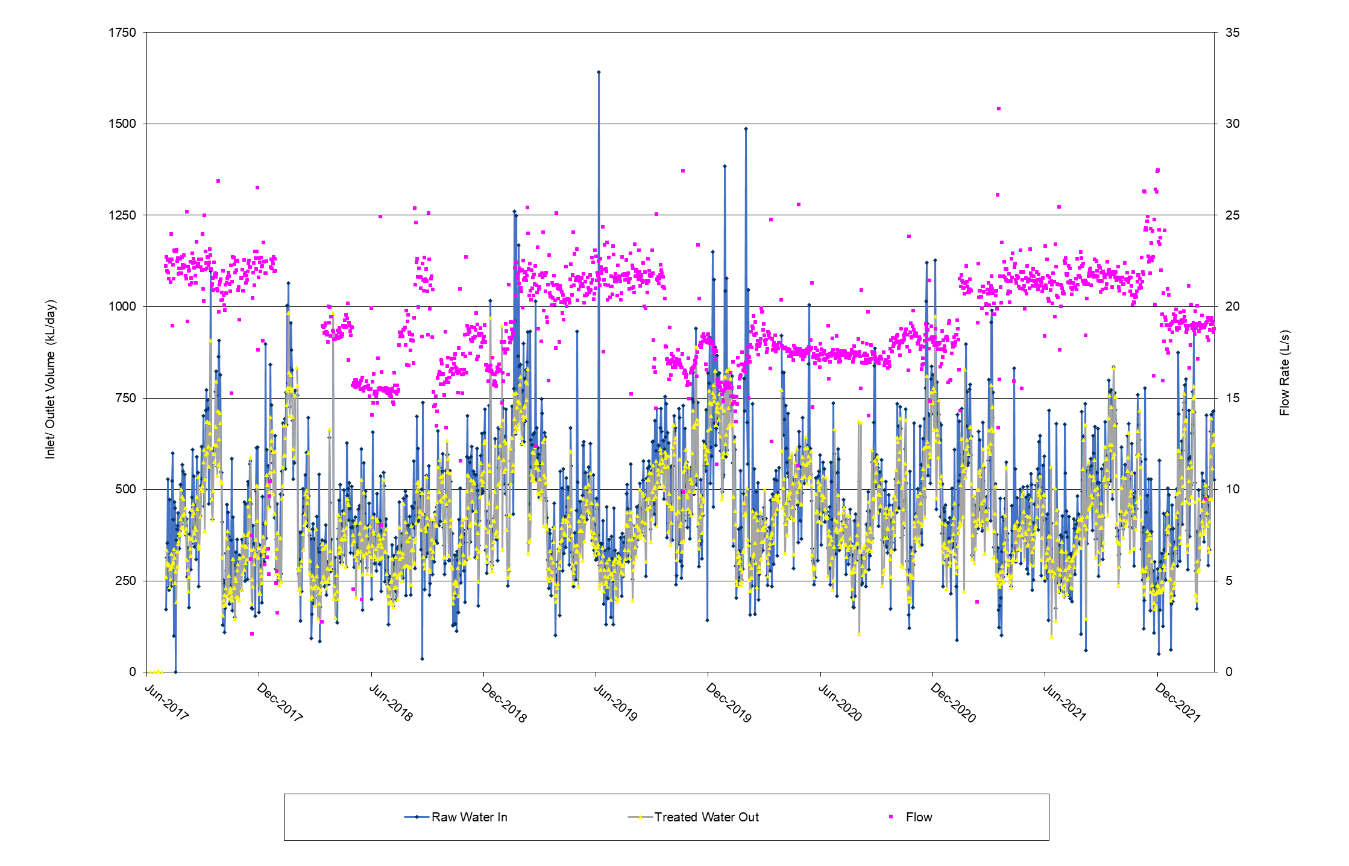 1750
1500
1250
1000
750
500
250
0
Inlet/ Outlet Volume (kL/day)
35
30
25
20
15
10
5
0
Flow Rate (L/s)
Jun-2017
Dec-2017
Jun-2018
Dec-2018
Jun-2019
Dec-2019
Jun-2020
Dec-2020
Jun-2021
Dec-2021
Raw Water In
Treated Water Out
Flow